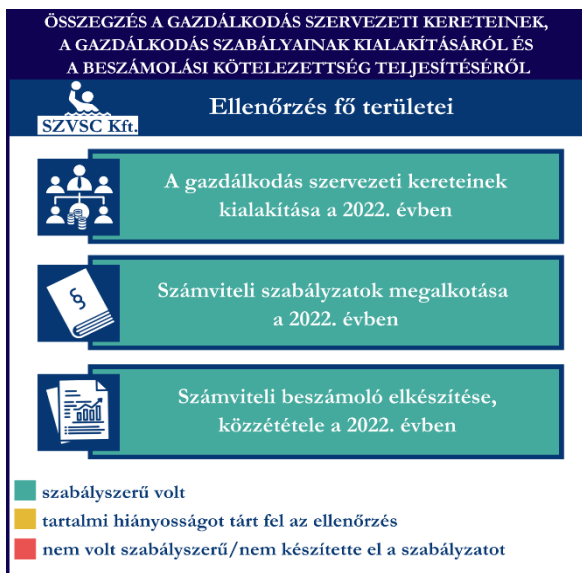 ÖSSZEGZÉS A GAZDÁLKODÁS SZERVEZETI KERETEINEK,
A GAZDÁLKODÁS SZABÁLYAINAK KIALAKÍTÁSÁRÓL ÉS
A BESZÁMOLÁSI KÖTELEZETTSÉG TELJESÍTÉSÉRŐL
SZVSC Kft.
Ellenőrzés fő területei
A gazdálkodás szervezeti kereteinek
kialakítása a 2022. évben
§
Számviteli szabályzatok megalkotása
a 2022. évben
Számviteli beszámoló elkészítése,
közzététele a 2022. évben
szabályszerű volt
tartalmi hiányosságot tárt fel az ellenőrzés
nem volt szabályszerű/nem készítette el a szabályzatot